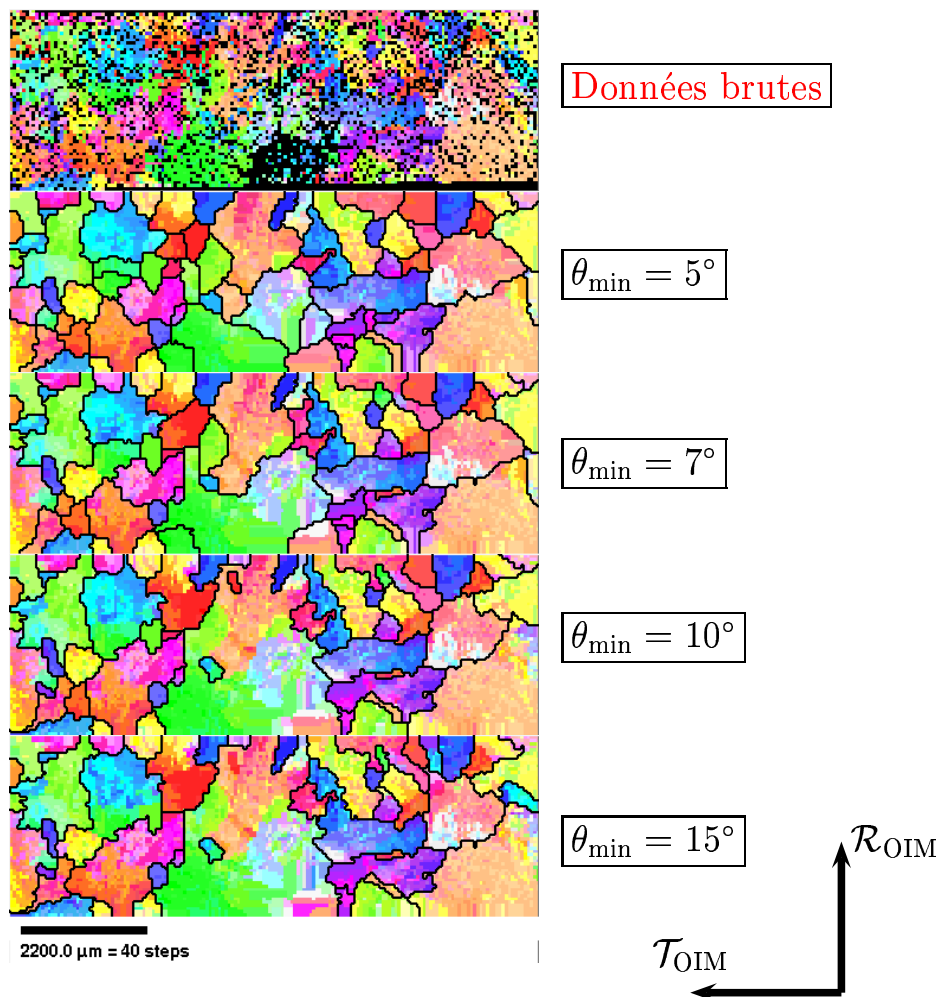 Données brutes
θmin = 5°
θmin = 7°
θmin = 10°
θmin = 15°
ROIM
TOIM
2200.0 µm = 40 steps